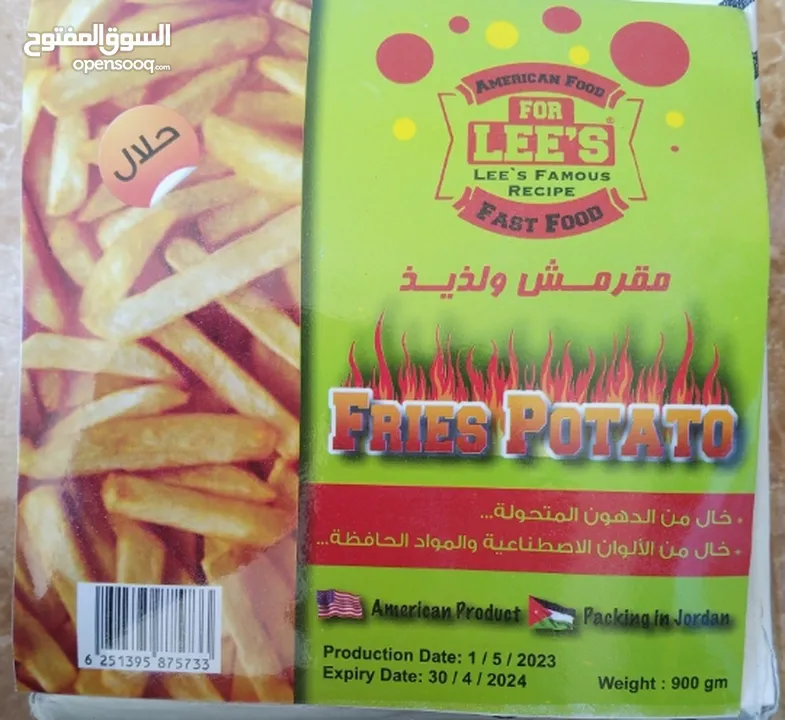 السوق المفتوح
opensooq.com
حلال
AMERICAN FOOD
FOR
LEE'S®
LEE`S FAMOUS
RECIPE
FAST FOOD
مقرمش ولذيذ
FRIES POTATO
• خال من الدهون المتحولة...
• خال من الألوان الاصطناعية والمواد الحافظة...
American Product
Packing in Jordan
Production Date: 1 / 5 / 2023
Expiry Date: 30 / 4 / 2024
Weight : 900 gm
6 251395 875733